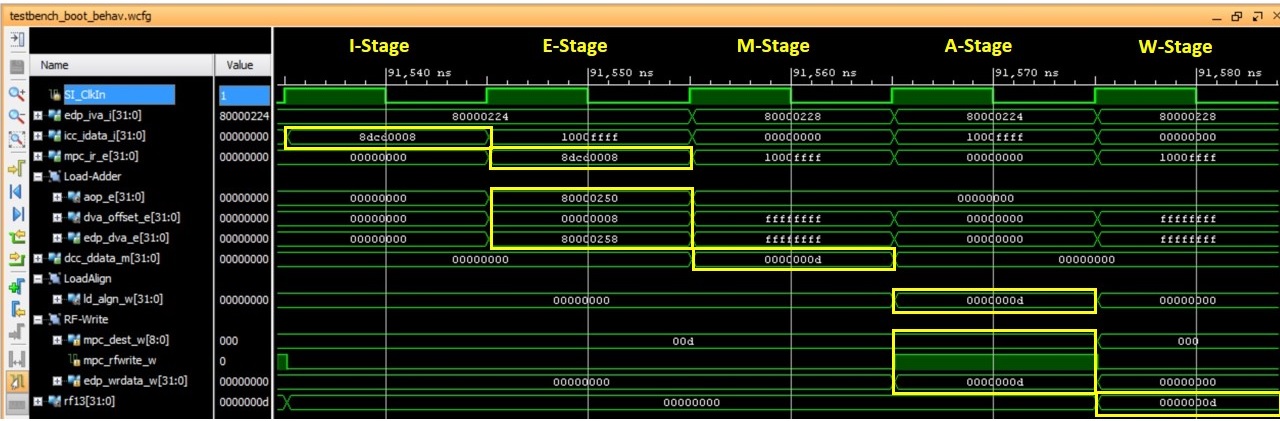 testbench_boot_behav.wcfg
I-Stage E-Stage M-Stage A-Stage W-Stage
Name Value
91,540 ns 91,550 ns 91,560 ns 91,570 ns 91,580 ns
SI_ClkIn 1
edp_iva_i[31:0] 80000224 80000224 80000228 80000224 80000228
icc_idata_i[31:0] 00000000 8dcd0008 1000ffff 00000000 1000ffff 00000000
mpc_ir_e[31:0] 00000000 00000000 8dcd0008 1000ffff 00000000 1000ffff
Load-Adder
aop_e[31:0] 00000000 00000000 80000250 00000000
dva_offset_e[31:0] 00000000 00000000 00000008 ffffffff 00000000 ffffffff
edp_dva_e[31:0] 00000000 00000000 80000258 ffffffff 00000000 ffffffff
dcc_ddata_m[31:0] 00000000 00000000 0000000d 00000000
LoadAlign
ld_algn_w[31:0] 00000000 00000000 0000000d 00000000
RF-Write
mpc_dest_w[8:0] 000 00d 000
mpc_rfwrite_w 0
edp_wrdata_w[31:0] 00000000 00000000 0000000d 00000000
rf13[31:0] 0000000d 00000000 0000000d